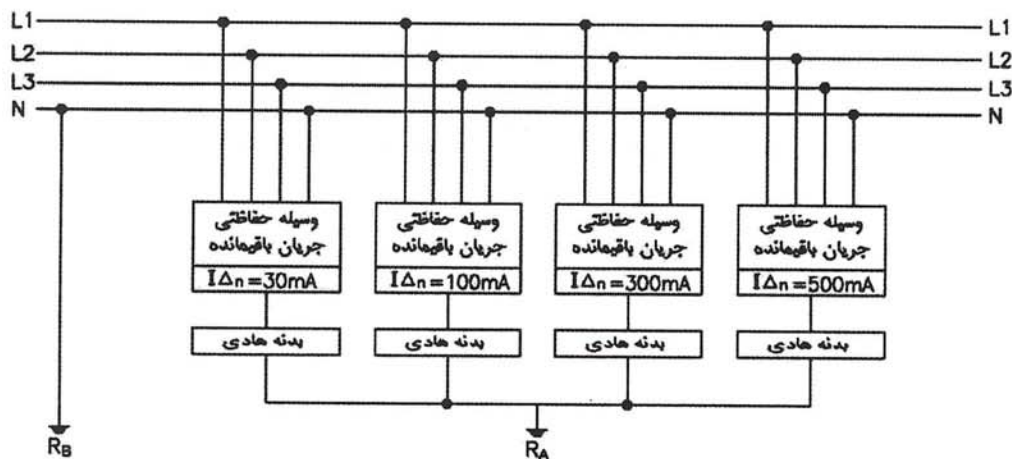 L1 L1
L2 L2
L3 L3
N N
وسیله حفاظتی
جریان باقیمانده
IΔn=30mA
بدنه هادی
وسیله حفاظتی
جریان باقیمانده
IΔn=100mA
بدنه هادی
وسیله حفاظتی
جریان باقیمانده
IΔn=300mA
بدنه هادی
وسیله حفاظتی
جریان باقیمانده
IΔn=500mA
بدنه هادی
RB
RA